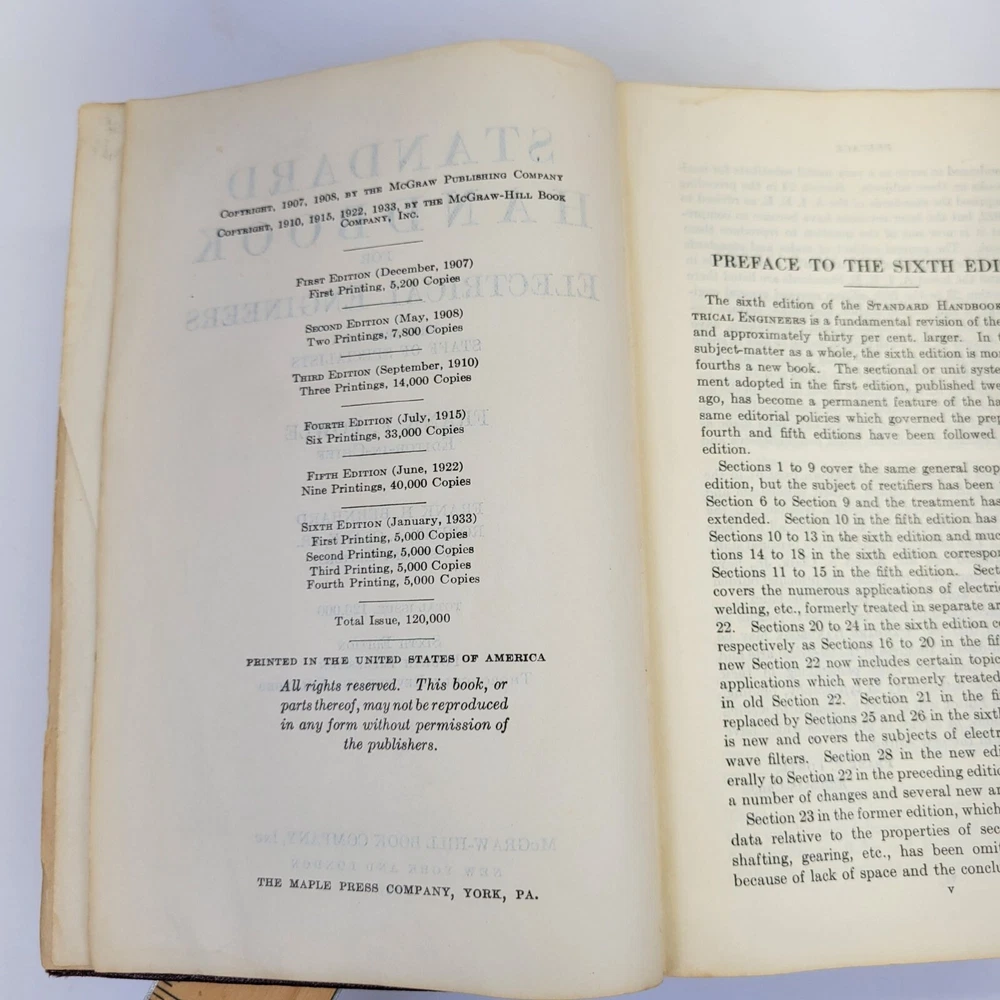 COPYRIGHT, 1907, 1908, BY THE MCGRAW PUBLISHING COMPANY
COPYRIGHT, 1910, 1915, 1922, 1933, BY THE MCGRAW-HILL BOOK
COMPANY, INC.
FIRST EDITION (December, 1907)
First Printing, 5,200 Copies
SECOND EDITION (May, 1908)
Two Printings, 7,800 Copies
THIRD EDITION (September, 1910)
Three Printings, 14,000 Copies
FOURTH EDITION (July, 1915)
Six Printings, 33,000 Copies
FIFTH EDITION (June, 1922)
Nine Printings, 40,000 Copies
SIXTH EDITION (January, 1933)
First Printing, 5,000 Copies
Second Printing, 5,000 Copies
Third Printing, 5,000 Copies
Fourth Printing, 5,000 Copies
Total Issue, 120,000
PRINTED IN THE UNITED STATES OF AMERICA
All rights reserved. This book, or
parts thereof, may not be reproduced
in any form without permission of
the publishers.
THE MAPLE PRESS COMPANY, YORK, PA.
PREFACE TO THE SIXTH EDI
The sixth edition of the STANDARD HANDBOOK
TRICAL ENGINEERS is a fundamental revision of the
and approximately thirty per cent. larger. In t
subject-matter as a whole, the sixth edition is mor
fourths a new book. The sectional or unit syste
ment adopted in the first edition, published twe
ago, has become a permanent feature of the ha
same editorial policies which governed the prep
fourth and fifth editions have been followed
edition.
Sections 1 to 9 cover the same general scop
edition, but the subject of rectifiers has been
Section 6 to Section 9 and the treatment has
extended. Section 10 in the fifth edition has
Sections 10 to 13 in the sixth edition and muc
tions 14 to 18 in the sixth edition correspon
Sections 11 to 15 in the fifth edition. Sect
covers the numerous applications of electri
welding, etc., formerly treated in separate ar
22. Sections 20 to 24 in the sixth edition co
respectively as Sections 16 to 20 in the fif
new Section 22 now includes certain topic
applications which were formerly treated
in old Section 22. Section 21 in the fi
replaced by Sections 25 and 26 in the sixt
is new and covers the subjects of electr
wave filters. Section 28 in the new edi
erally to Section 22 in the preceding editio
a number of changes and several new ar
Section 23 in the former edition, which
data relative to the properties of sec
shafting, gearing, etc., has been omit
because of lack of space and the conclu
v